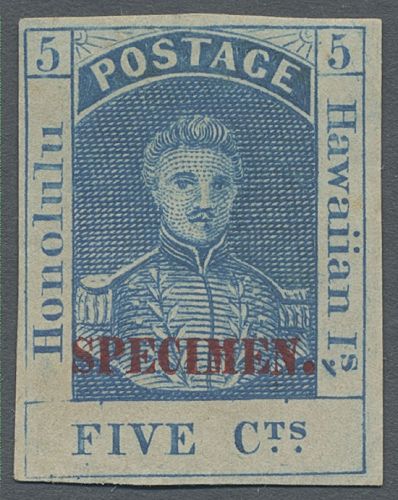 5 POSTAGE 5
Honolulu
Hawaiian Is,
SPECIMEN.
FIVE CTS.